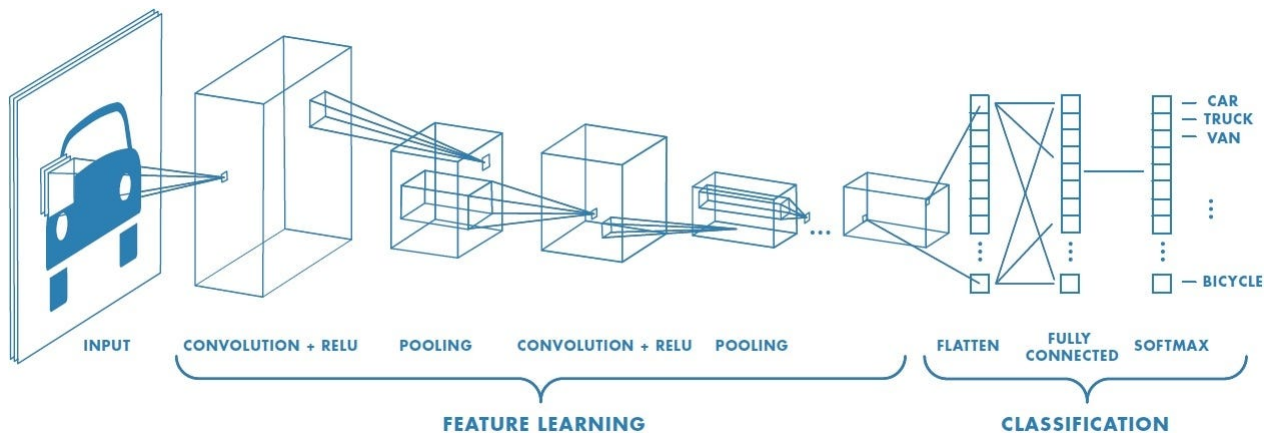 CAR
TRUCK
VAN
BICYCLE
INPUT
CONVOLUTION + RELU
POOLING
CONVOLUTION + RELU
POOLING
...
FLATTEN
FULLY
CONNECTED
SOFTMAX
FEATURE LEARNING
CLASSIFICATION